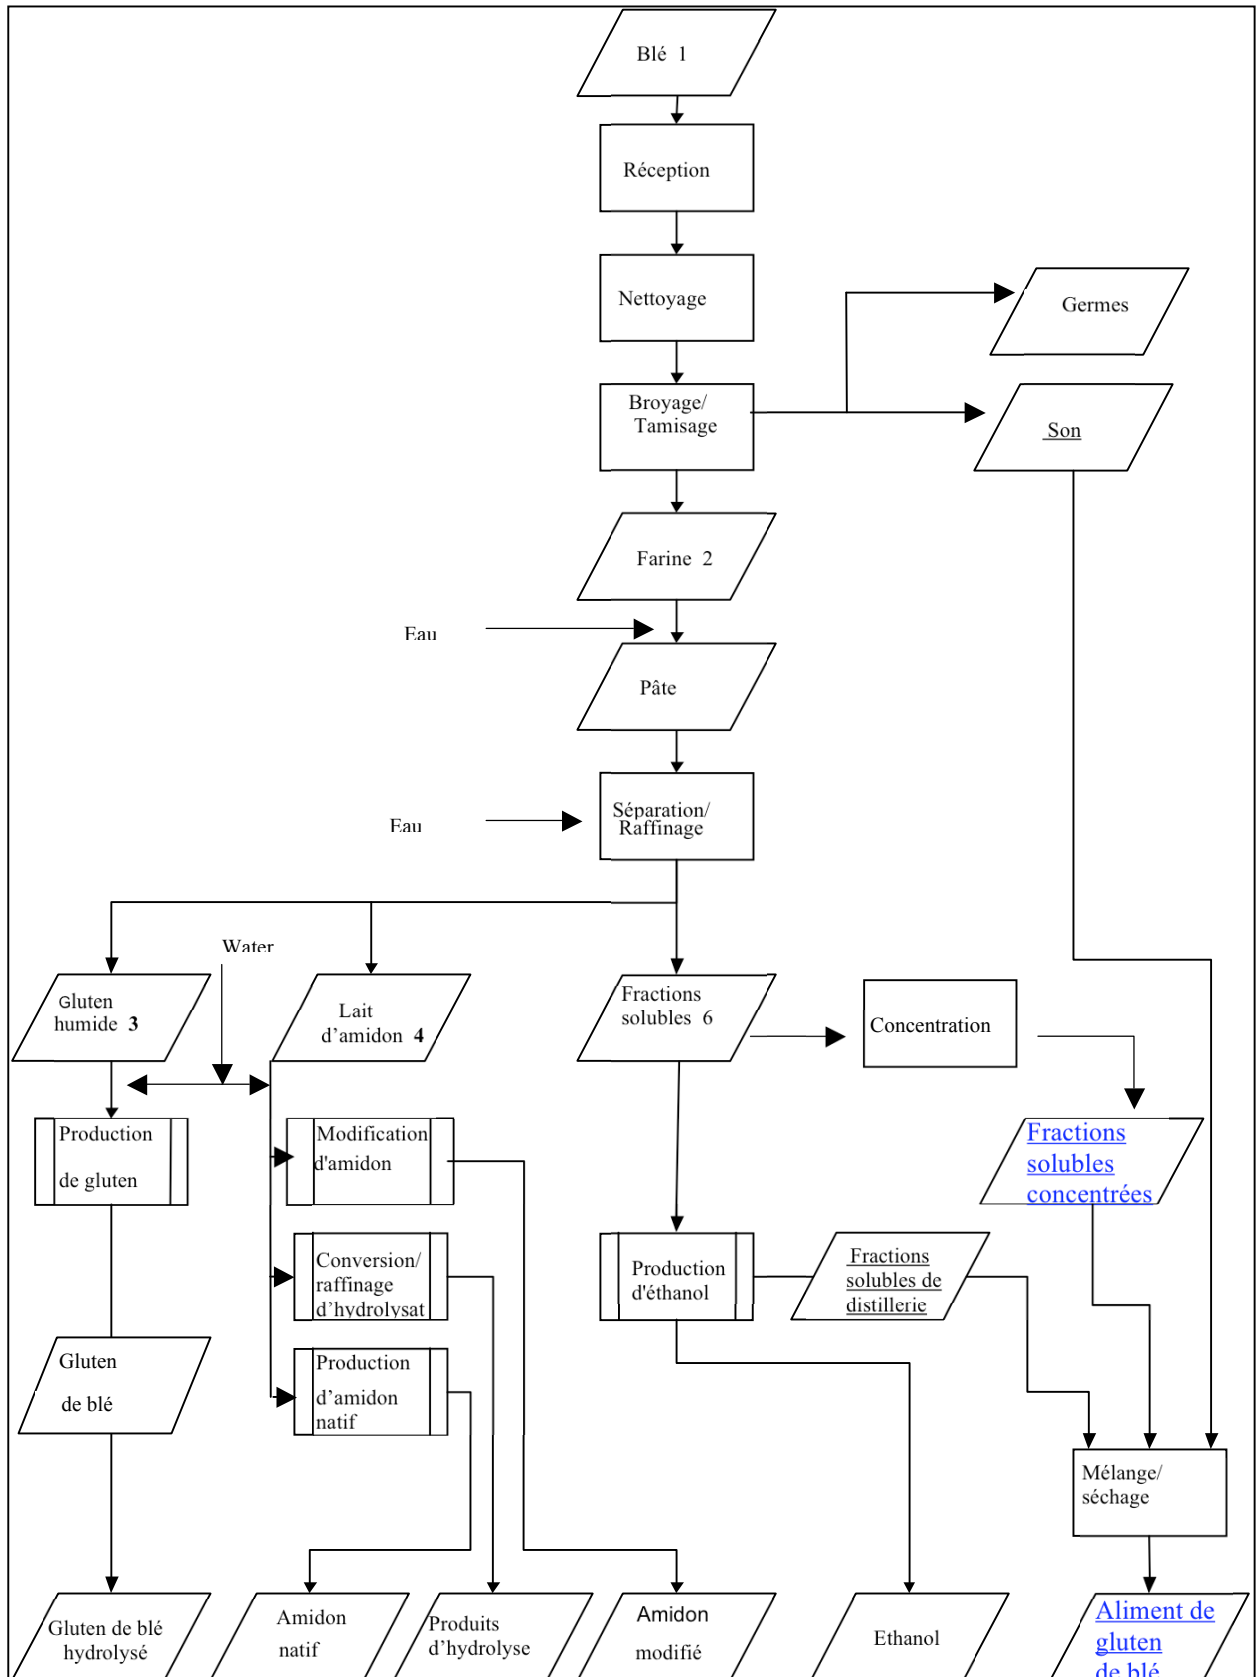 Blé 1
Réception
Nettoyage
Germes
Broyage/
Tamisage
Son
Farine 2
Eau
Pâte
Séparation/
Raffinage
Eau
Water
Gluten
humide 3
Lait
d’amidon 4
Fractions
solubles 6
Concentration
Production
de gluten
Modification
d'amidon
Fractions
solubles
concentrées
Conversion/
raffinage
d’hydrolysat
Production
d'éthanol
Fractions
solubles de
distillerie
Gluten
de blé
Production
d’amidon
natif
Mélange/
séchage
Gluten de blé
hydrolysé
Amidon
natif
Produits
d’hydrolyse
Amidon
modifié
Ethanol
Aliment de
gluten
de blé